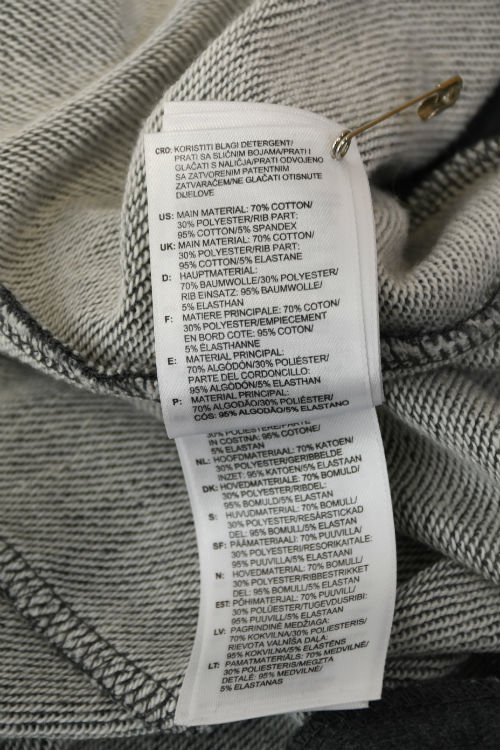 CRO: KORISTITI BLAGI DETERGENT/
PRATI SA SLIČNIM BOJAMA/PRATI I
GLAČATI S NALIČJA/PRATI ODVOJENO
SA ZATVORENIM PATENTNIM
ZATVARAČEM/NE GLAČATI OTISNUTE
DIJELOVE
US: MAIN MATERIAL: 70% COTTON/
30% POLYESTER/RIB PART:
95% COTTON/5% SPANDEX
UK: MAIN MATERIAL: 70% COTTON/
30% POLYESTER/RIB PART:
95% COTTON/5% ELASTANE
D: HAUPTMATERIAL:
70% BAUMWOLLE/30% POLYESTER/
RIB EINSATZ: 95% BAUMWOLLE/
5% ELASTHAN
F: MATIERE PRINCIPALE: 70% COTON/
30% POLYESTER/EMPIECEMENT
EN BORD COTE: 95% COTON/
5% ÉLASTHANNE
E: MATERIAL PRINCIPAL:
70% ALGODÓN/30% POLIÉSTER/
PARTE DEL CORDONCILLO:
95% ALGODÓN/5% ELASTHAN
P: MATERIAL PRINCIPAL:
70% ALGODÃO/30% POLIÉSTER/
CÓS: 95% ALGODÃO/5% ELASTANO
30% POLIESTERE/PARTE
IN COSTINA: 95% COTONE/
5% ELASTAN
NL: HOOFDMATERIAAL: 70% KATOEN/
30% POLYESTER/GERIBBELDE
INZET: 95% KATOEN/5% ELASTAAN
DK: HOVEDMATERIALE: 70% BOMULD/
30% POLYESTER/RIBDEL:
95% BOMULD/5% ELASTAN
S: HUVUDMATERIAL: 70% BOMULL/
30% POLYESTER/RESÅRSTICKAD
DEL: 95% BOMULL/5% ELASTAN
SF: PÄÄMATERIAALI: 70% PUUVILLA/
30% POLYESTERI/RESORIKAITALE:
95% PUUVILLA/5% ELASTAANI
N: HOVEDMATERIAL: 70% BOMULL/
30% POLYESTER/RIBBESTRIKKET
DEL: 95% BOMULL/5% ELASTAN
EST: PÕHIMATERJAL: 70% PUUVILL/
30% POLÜESTER/TUGEVDUSRIBI:
95% PUUVILL/5% ELASTAAN
LV: PAGRINDINĖ MEDŽIAGA:
70% KOKVILNA/30% POLIESTERS/
RIEVOTA VALNĪŠA DAĻA:
95% KOKVILNA/5% ELASTĒNS
LT: PAMATMATERIĀLS: 70% MEDVILNĖ/
30% POLIESTERIS/MEGZTA
DETALĖ: 95% MEDVILNĖ/
5% ELASTANAS